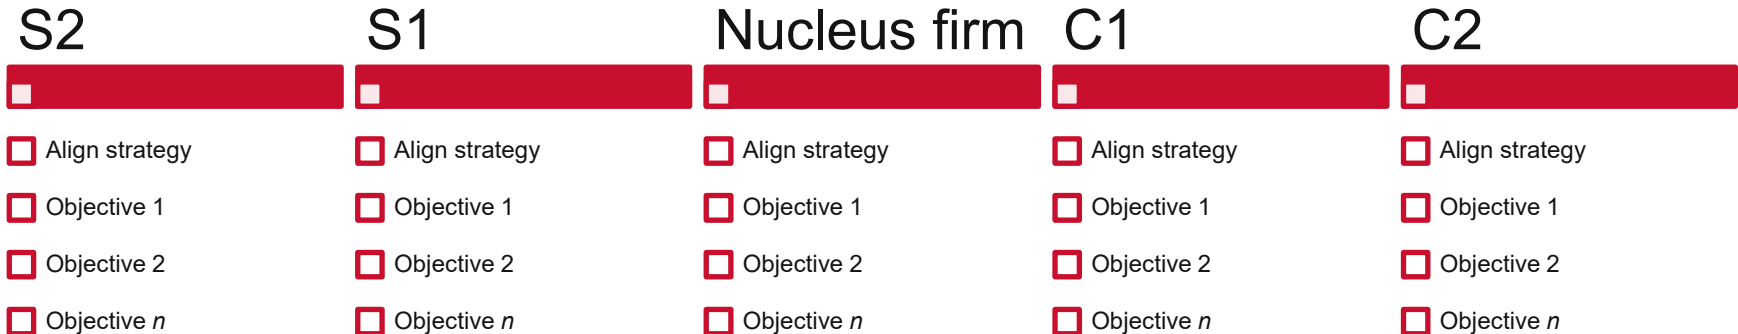 S2 S1 Nucleus firm C1 C2
Align strategy Align strategy Align strategy Align strategy Align strategy
Objective 1 Objective 1 Objective 1 Objective 1 Objective 1
Objective 2 Objective 2 Objective 2 Objective 2 Objective 2
Objective n Objective n Objective n Objective n Objective n